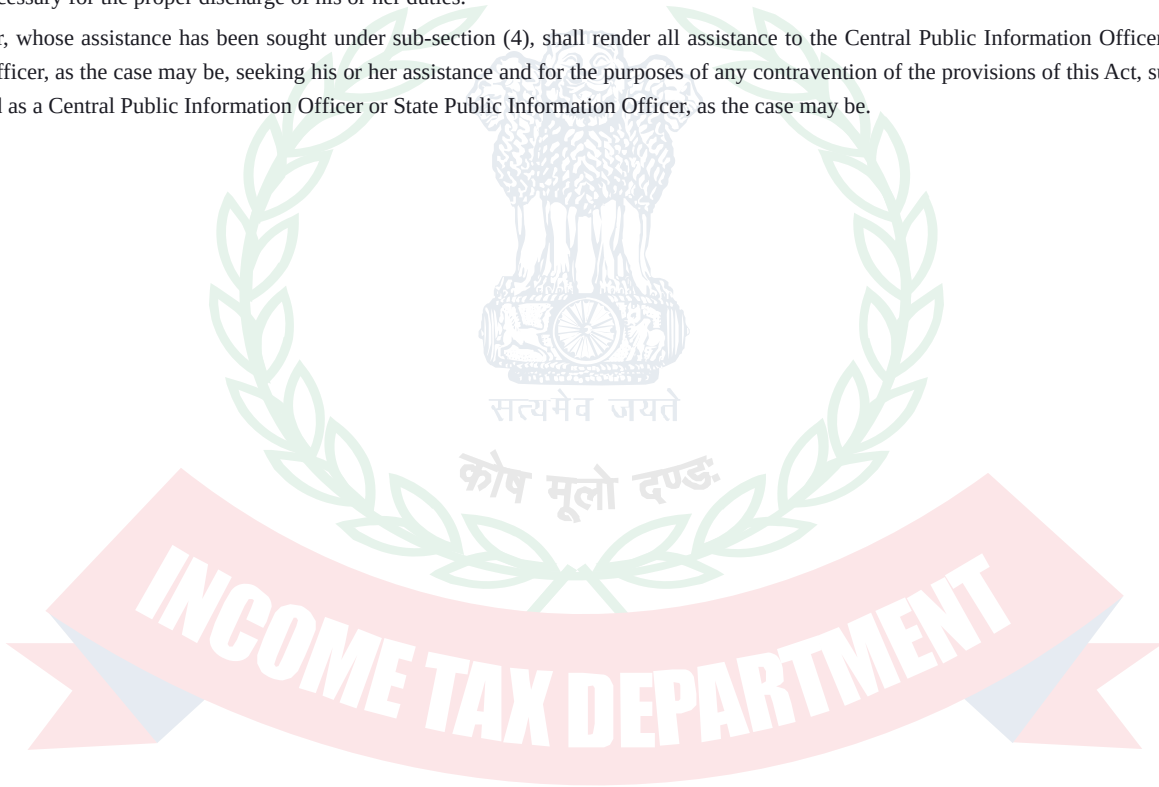 cessary for the proper discharge of his or her duties.
r, whose assistance has been sought under sub-section (4), shall render all assistance to the Central Public Information Officer
fficer, as the case may be, seeking his or her assistance and for the purposes of any contravention of the provisions of this Act,
as a Central Public Information Officer or State Public Information Officer, as the case may be.
सत्यमेव जयते
कोष मूलो दण्डः
INCOME TAX DEPARTMENT